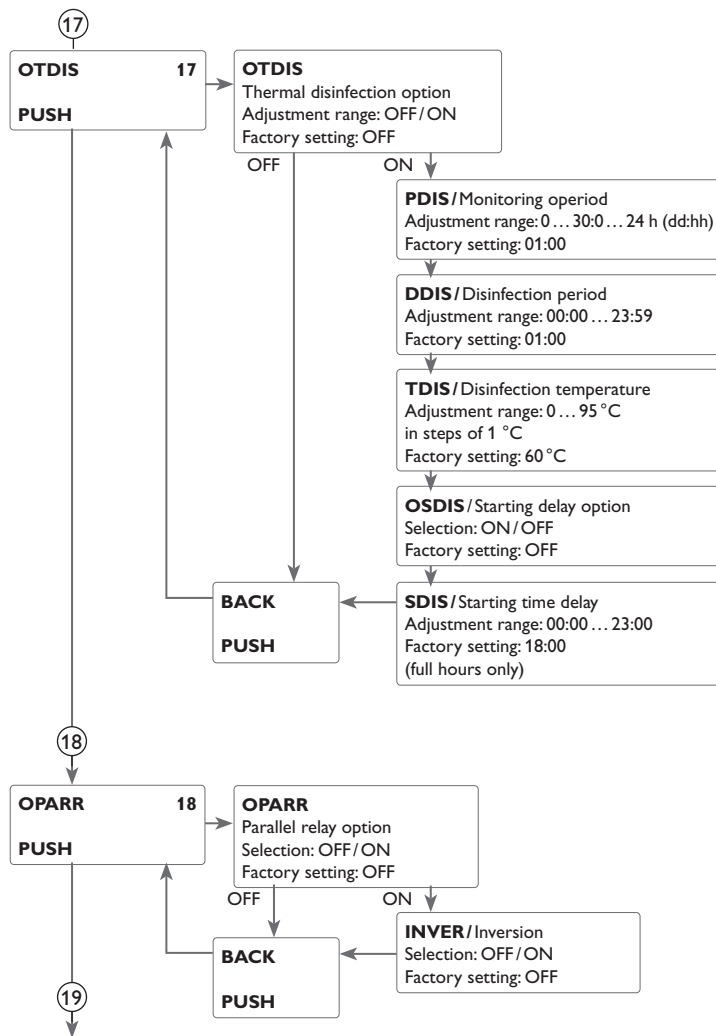 17
OTDIS 17
PUSH
OTDIS
Thermal disinfection option
Adjustment range: OFF/ON
Factory setting: OFF
OFF
ON
PDIS/Monitoring operiod
Adjustment range: 0…30:0…24 h (dd:hh)
Factory setting: 01:00
DDIS/Disinfection period
Adjustment range: 00:00…23:59
Factory setting: 01:00
TDIS/Disinfection temperature
Adjustment range: 0…95 °C
in steps of 1 °C
Factory setting: 60 °C
OSDIS/Starting delay option
Selection: ON/OFF
Factory setting: OFF
SDIS/Starting time delay
Adjustment range: 00:00…23:00
Factory setting: 18:00
(full hours only)
BACK
PUSH
18
OPARR 18
PUSH
OPARR
Parallel relay option
Selection: OFF/ON
Factory setting: OFF
OFF
ON
INVER/Inversion
Selection: OFF/ON
Factory setting: OFF
BACK
PUSH
19